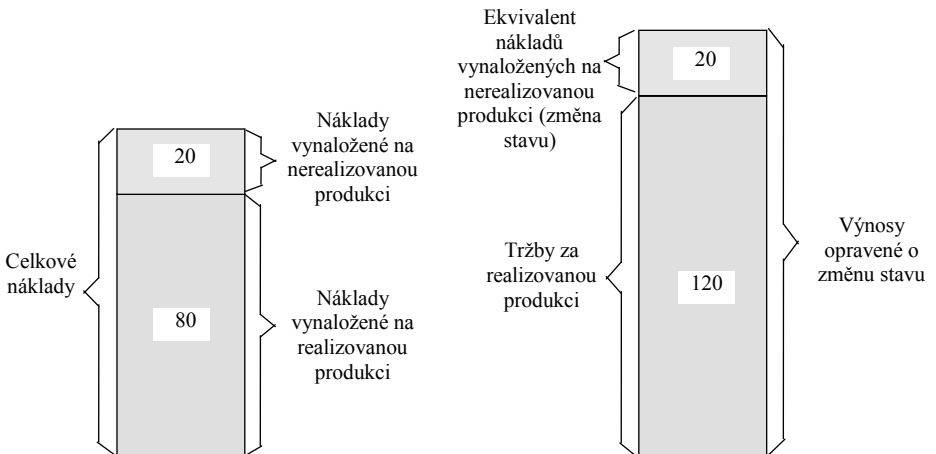 Celkové
náklady
20
80
Náklady
vynaložené na
nerealizovanou
produkci
Náklady
vynaložené na
realizovanou
produkci
Ekvivalent
nákladů
vynaložených na
nerealizovanou
produkci (změna
stavu)
Tržby za
realizovanou
produkci
20
120
Výnosy
opravené o
změnu stavu